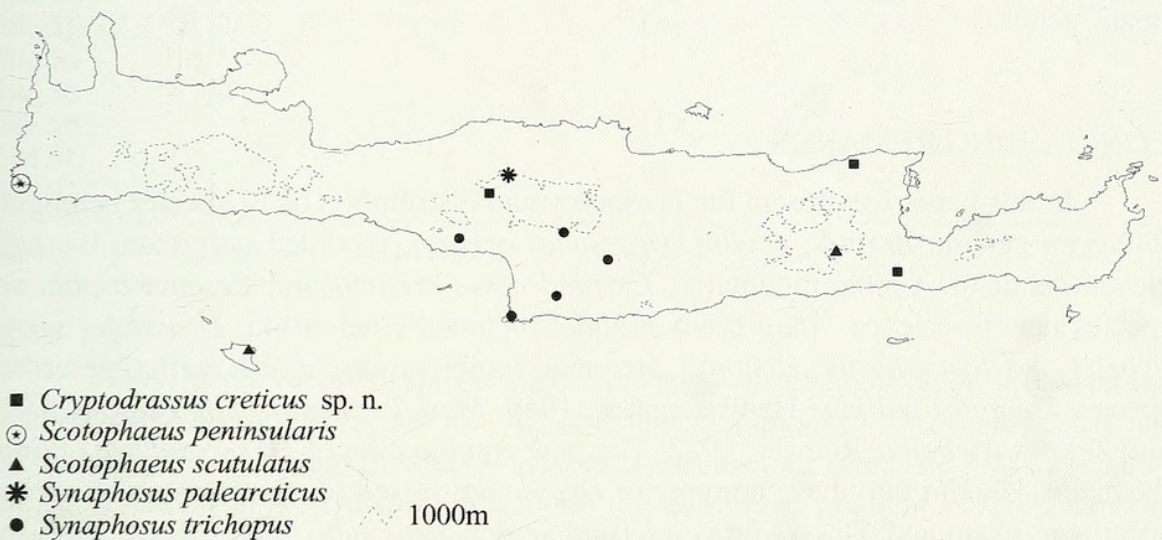 Cryptodrassus creticus sp. n.
Scotophaeus peninsularis
Scotophaeus scutulatus
Synaphosus palearcticus
Synaphosus trichopus
1000m